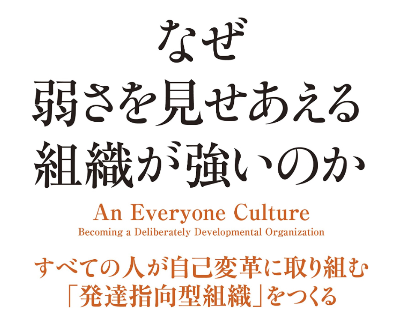 なぜ
弱さを見せあえる
組織が強いのか
An Everyone Culture
Becoming a Deliberately Developmental Organization
すべての人が自己変革に取り組む
「発達指向型組織」をつくる